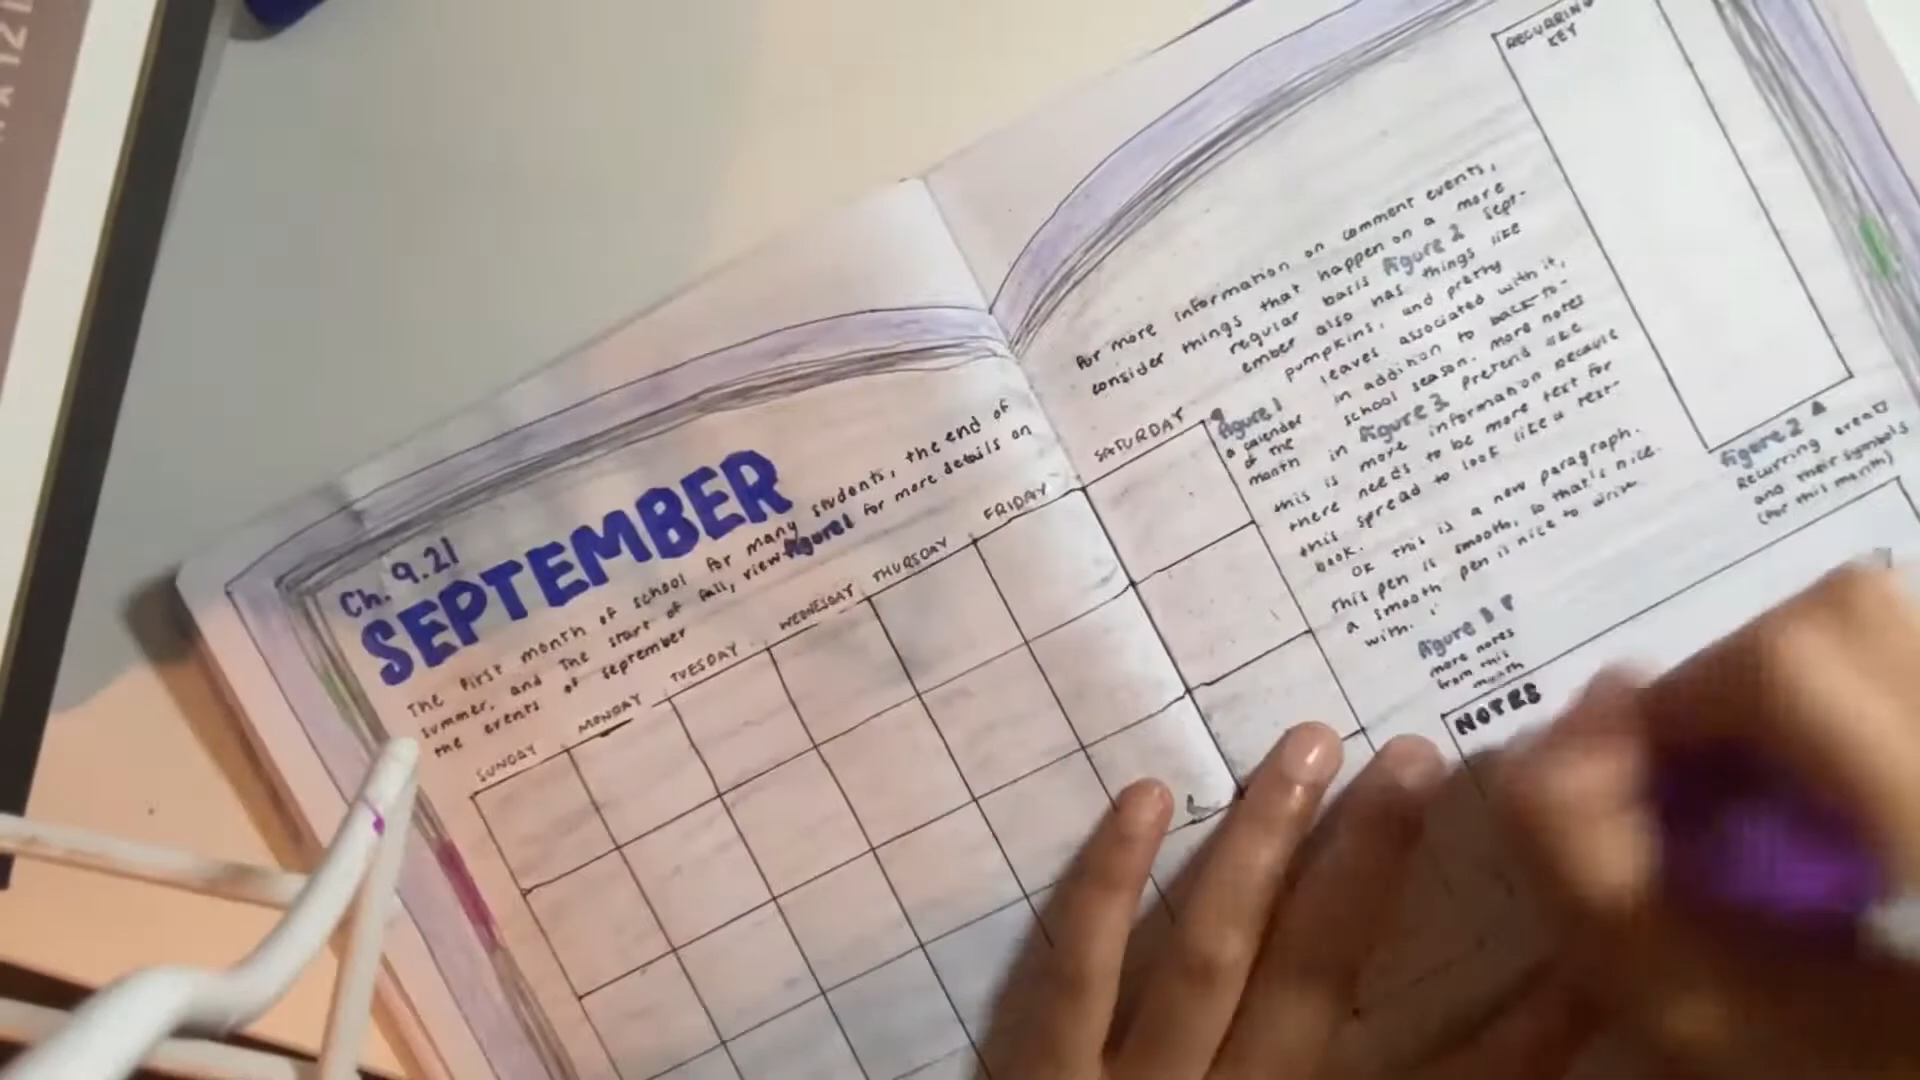 Ch. 9.21
SEPTEMBER
The first month of school for many students, the end of
summer, and the start of fall, view figure 1 for more details on
the events of september
SUNDAY
MONDAY
TUESDAY
WEDNESDAY
THURSDAY
FRIDAY
SATURDAY
For more information on comment events,
consider things that happen on a more
regular basis figure 2 Sept-
ember also has things like
pumpkins, and pretty
leaves associated with it,
in addition to back-to-
school season. more notes
in figure 3 Pretend like
this is more information because
there needs to be more text for
this spread to look like a text-
book.
OK this is a new paragraph.
This pen is smooth, so that's nice.
a smooth pen is nice to
with.
figure 1
a calendar
of the
month
RECURRING
KEY
figure 2
Recurring
and their symbols
(for this month)
figure 3
more notes
from this
month
NOTES